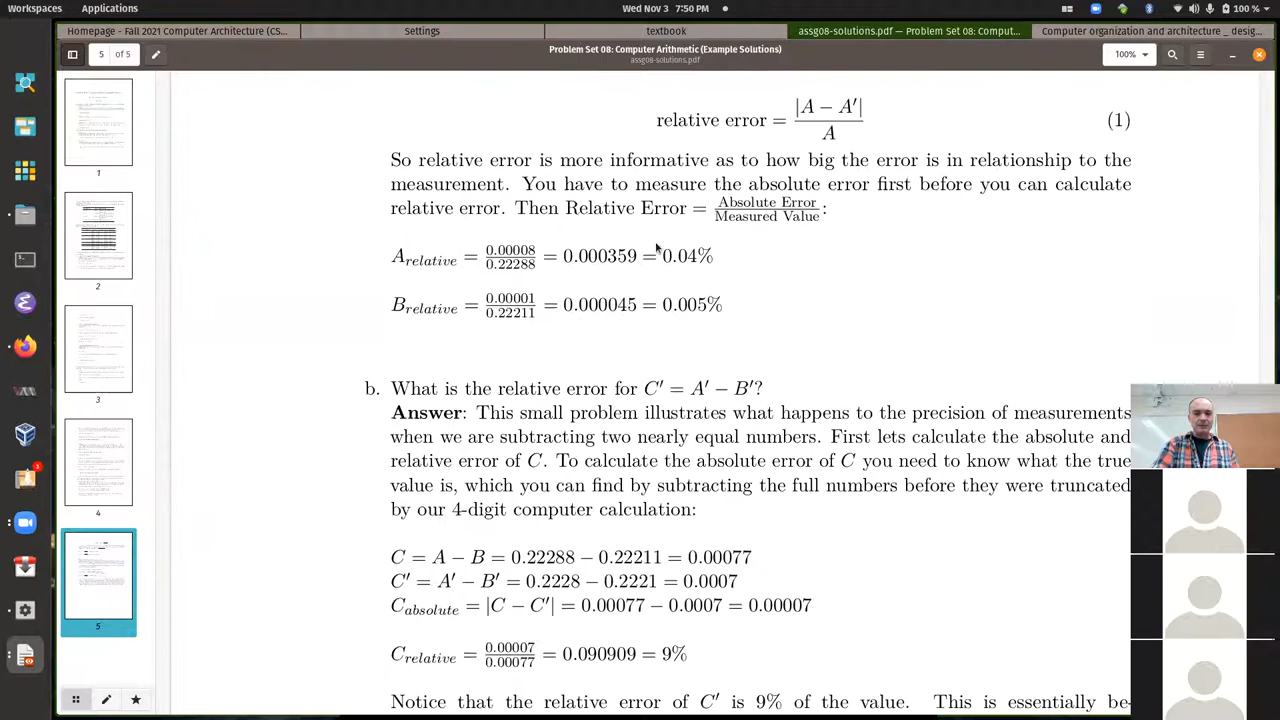 Workspaces Applications Wed Nov 3 7:50 PM 100 %
Homepage - Fall 2021 Computer Architecture (CS... settings textbook assg08-solutions.pdf — Problem Set 08: Comput... Computer organization and architecture _ desig...
5 of 5 Problem Set 08: Computer Arithmetic (Example Solutions) 100%
assg08-solutions.pdf
relative error = |A − A′| / A (1)
So relative error is more informative as to how big the error is in relationship to the
measurement. You have to measure the absolute error first before you can calculate
relative error. Then Relative Error = Absolute Error / Measured Value :
A relative = / 0.22288 = 0.000359 = 0.04%
B relative = 0.00001 / = 0.000045 = 0.005%
b. What is the relative error for C′ = A′ − B′?
Answer: This small problem illustrates what happens to the precision of measurements
when we are subtracting two nearly equal numbers. First lets calculate the absolute and
relative error of To calculate the absolute error of C you need to know what the true
value is, which you can find by subtracting full numbers before they were truncated
by our 4-digit computer calculation:
C = A − B = 0.22288 − 0.22211 = 0.00077
C′ = A′ − B′ = 0.2228 − 0.2221 = 0.0007
C absolute = |C − C′| = 0.00077 − 0.0007 = 0.00007
C relative = 0.00007 / 0.00077 = 0.090909 = 9%
Notice that the relative error of C′ is 9% of the value. This is essentially be-
1
2
3
4
5
3